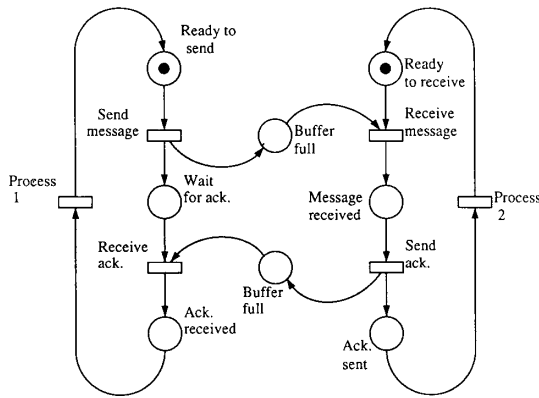 Ready to
send
Ready
to receive
Send
message
Buffer
full
Receive
message
Process
1
Wait
for ack.
Message
received
Process
2
Receive
ack.
Buffer
full
Send
ack.
Ack.
received
Ack.
sent